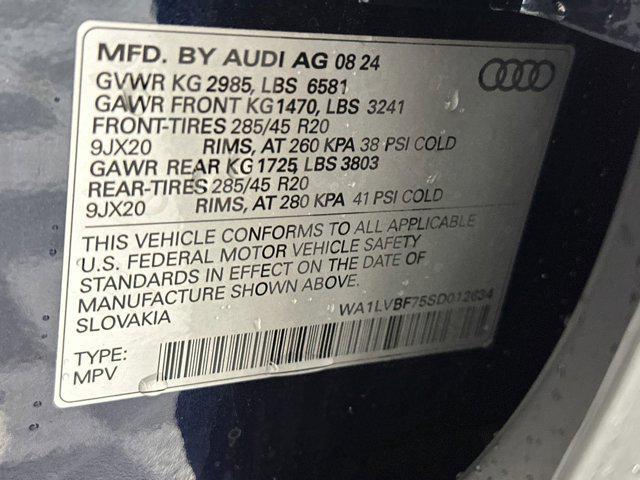 MFD. BY AUDI AG 08 24
GVWR KG 2985, LBS 6581
GAWR FRONT KG1470, LBS 3241
FRONT-TIRES 285/45 R20
9JX20 RIMS, AT 260 KPA 38 PSI COLD
GAWR REAR KG 1725, LBS 3803
REAR-TIRES 285/45 R20
9JX20 RIMS, AT 280 KPA 41 PSI COLD
THIS VEHICLE CONFORMS TO ALL APPLICABLE
U.S. FEDERAL MOTOR VEHICLE SAFETY
STANDARDS IN EFFECT ON THE DATE OF
MANUFACTURE SHOWN ABOVE.
SLOVAKIA WA1LVBF75SD012634
TYPE:
MPV